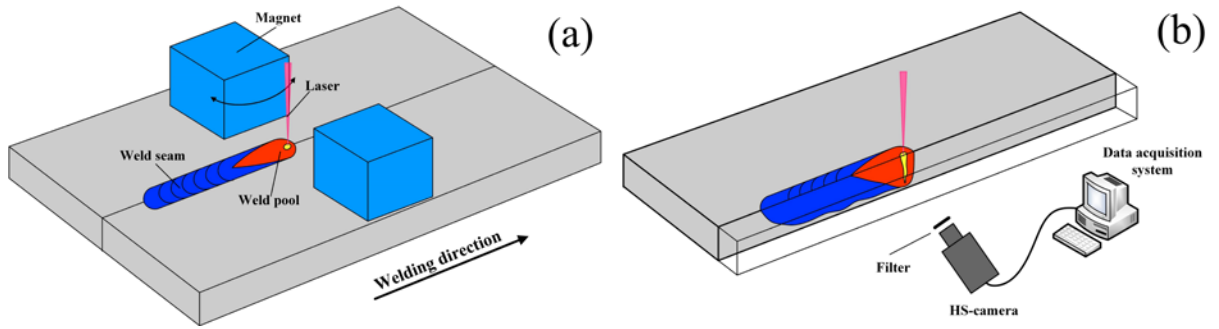 (a)
Magnet
Laser
Weld seam
Weld pool
Welding direction
(b)
Data acquisition
system
Filter
HS-camera